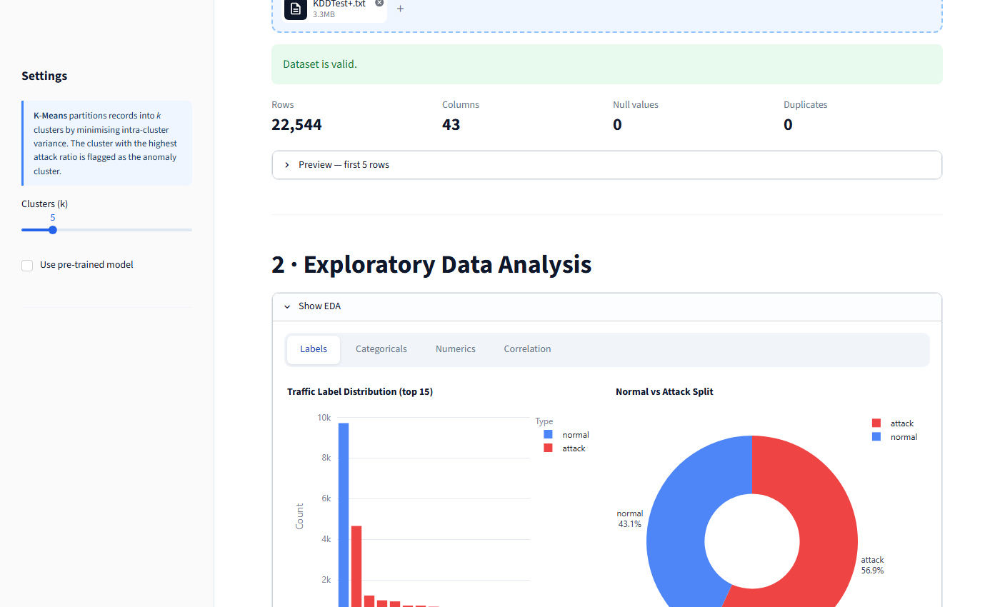 KDDTest+.txt
3.3MB
Dataset is valid.
Settings
K-Means partitions records into k
clusters by minimising intra-cluster
variance. The cluster with the highest
attack ratio is flagged as the anomaly
cluster.
Clusters (k)
5
Use pre-trained model
Rows
22,544
Columns
43
Null values
0
Duplicates
0
Preview — first 5 rows
2 · Exploratory Data Analysis
Show EDA
Labels
Categoricals
Numerics
Correlation
Traffic Label Distribution (top 15)
10k
8k
6k
4k
2k
Count
Type
normal
attack
Normal vs Attack Split
attack
normal
normal
43.1%
attack
56.9%